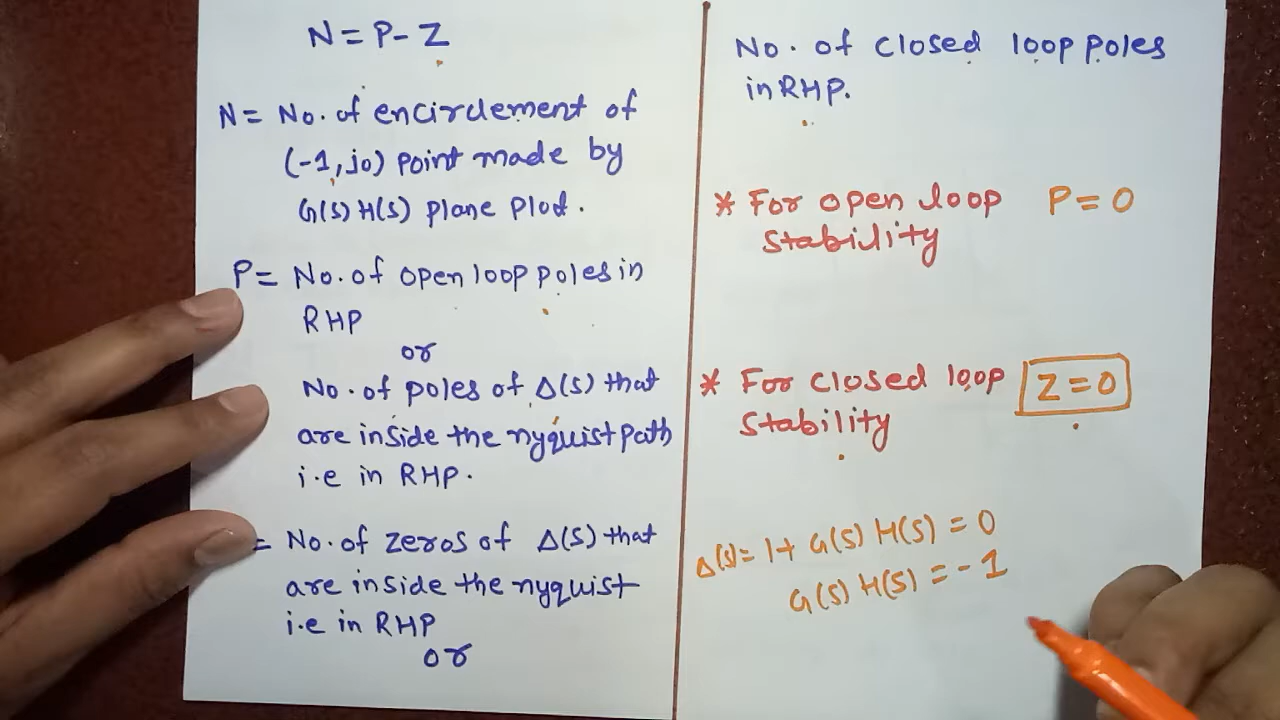 N = P - Z
N = No. of encirclement of
(-1, j0) point made by
G(S) H(S) plane plot.
P = No. of open loop poles in
RHP
or
No. of poles of Δ(S) that
are inside the nyquist path
i.e in RHP.
= No. of zeros of Δ(S) that
are inside the nyquist
i.e in RHP
or
No. of closed loop poles
in RHP.
* For open loop P = 0
stability
* For closed loop Z = 0
stability
Δ(S) = 1 + G(S) H(S) = 0
G(S) H(S) = -1